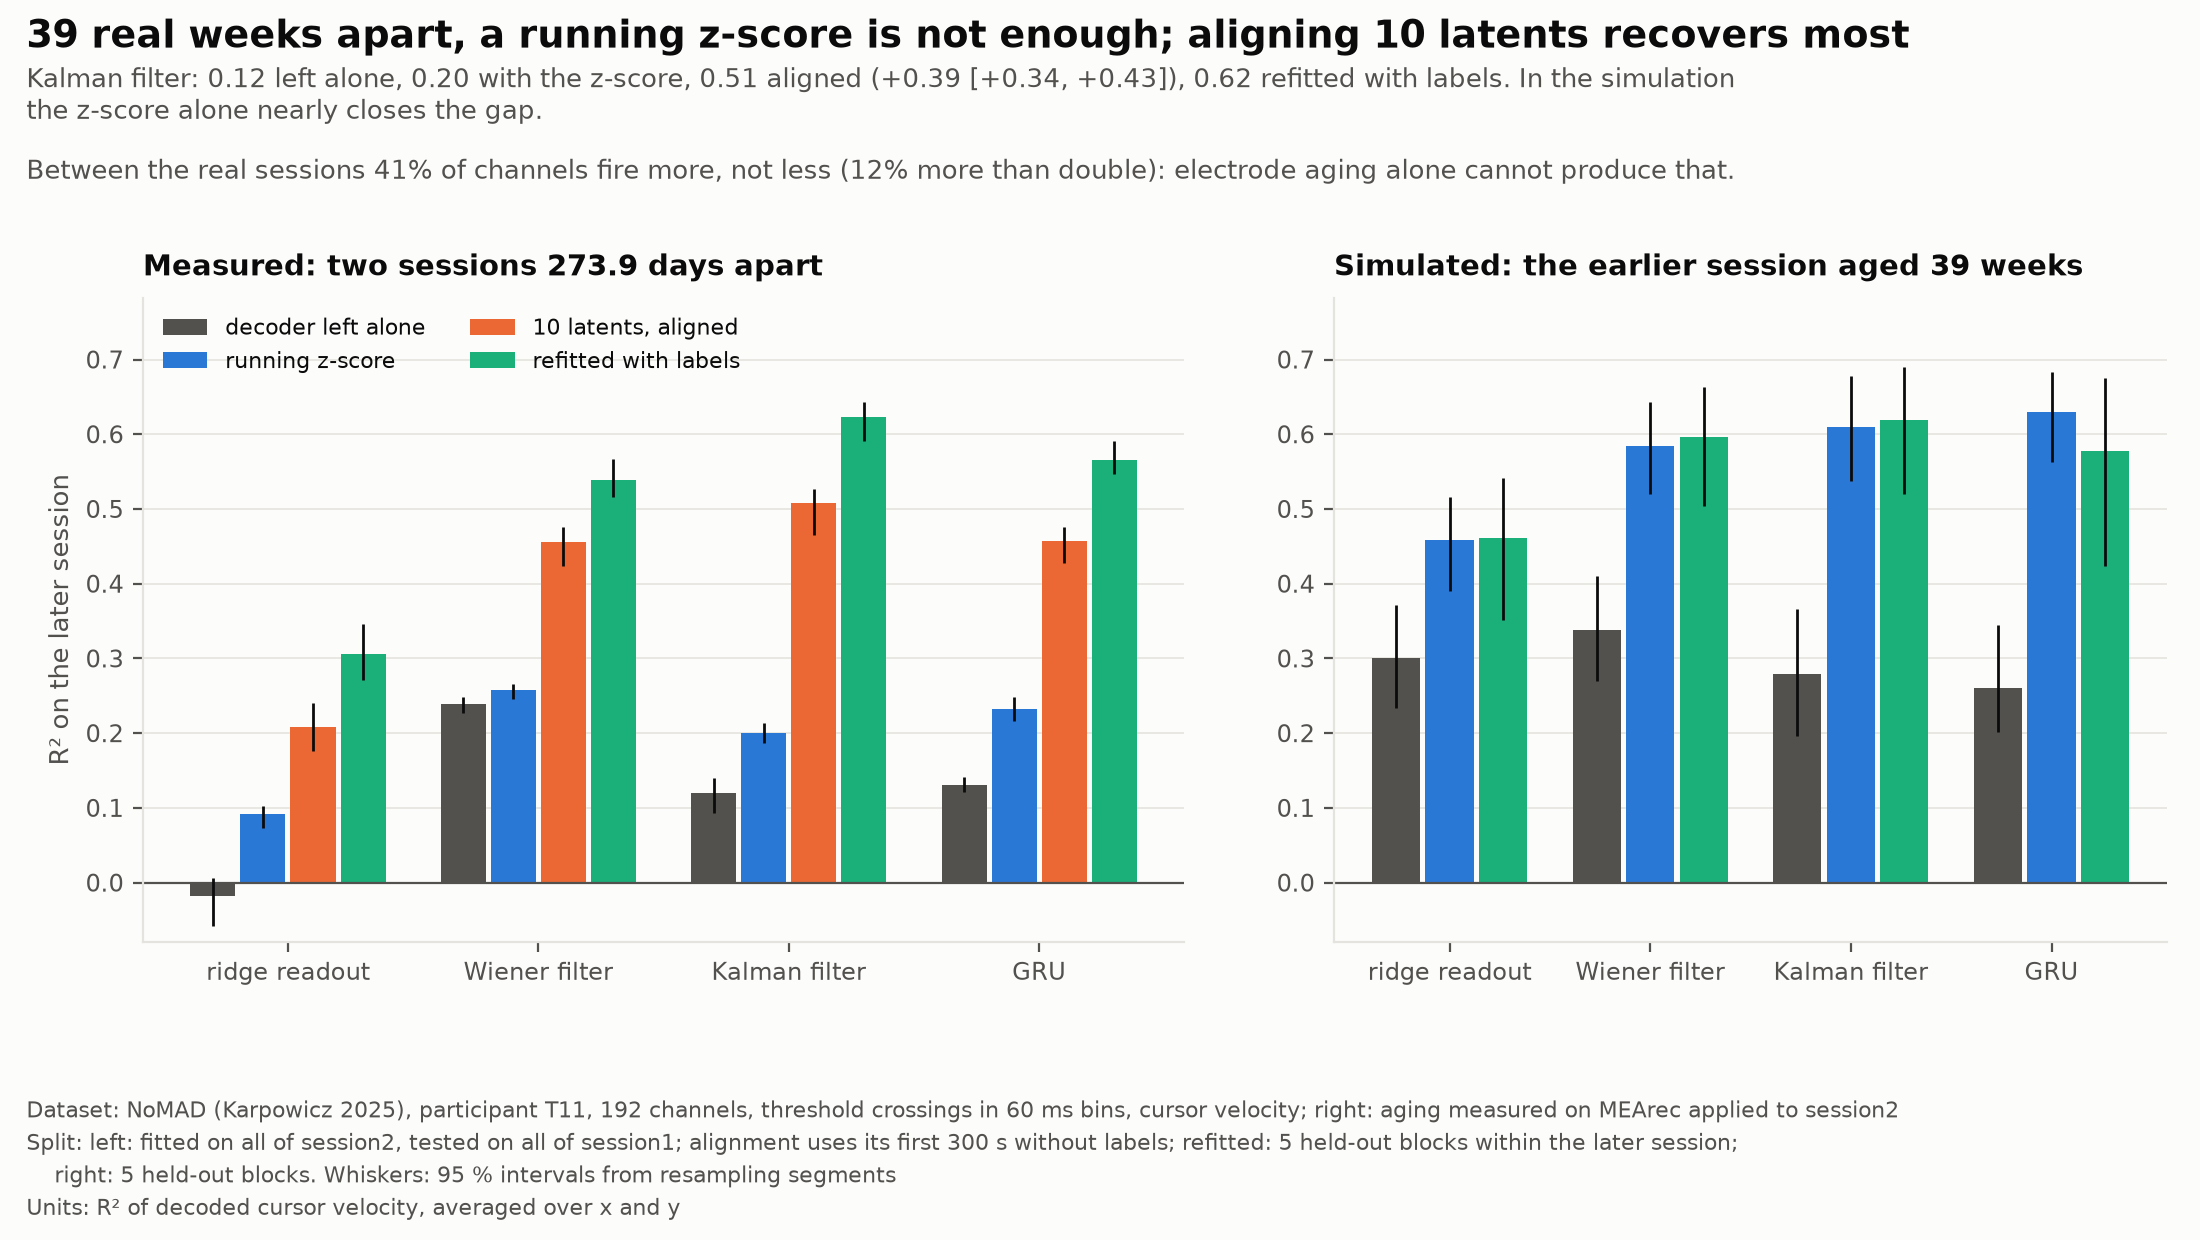 39 real weeks apart, a running z-score is not enough; aligning 10 latents recovers most
Kalman filter: 0.12 left alone, 0.20 with the z-score, 0.51 aligned (+0.39 [+0.34, +0.43]), 0.62 refitted with labels. In the simulation
the z-score alone nearly closes the gap.
Between the real sessions 41% of channels fire more, not less (12% more than double): electrode aging alone cannot produce that.
Measured: two sessions 273.9 days apart
decoder left alone
running z-score
10 latents, aligned
refitted with labels
R² on the later session
0.7
0.6
0.5
0.4
0.3
0.2
0.1
0.0
ridge readout
Wiener filter
Kalman filter
GRU
Simulated: the earlier session aged 39 weeks
0.7
0.6
0.5
0.4
0.3
0.2
0.1
0.0
ridge readout
Wiener filter
Kalman filter
GRU
Dataset: NoMAD (Karpowicz 2025), participant T11, 192 channels, threshold crossings in 60 ms bins, cursor velocity; right: aging measured on MEArec applied to session2
Split: left: fitted on all of session2, tested on all of session1; alignment uses its first 300 s without labels; refitted: 5 held-out blocks within the later session;
right: 5 held-out blocks. Whiskers: 95 % intervals from resampling segments
Units: R² of decoded cursor velocity, averaged over x and y